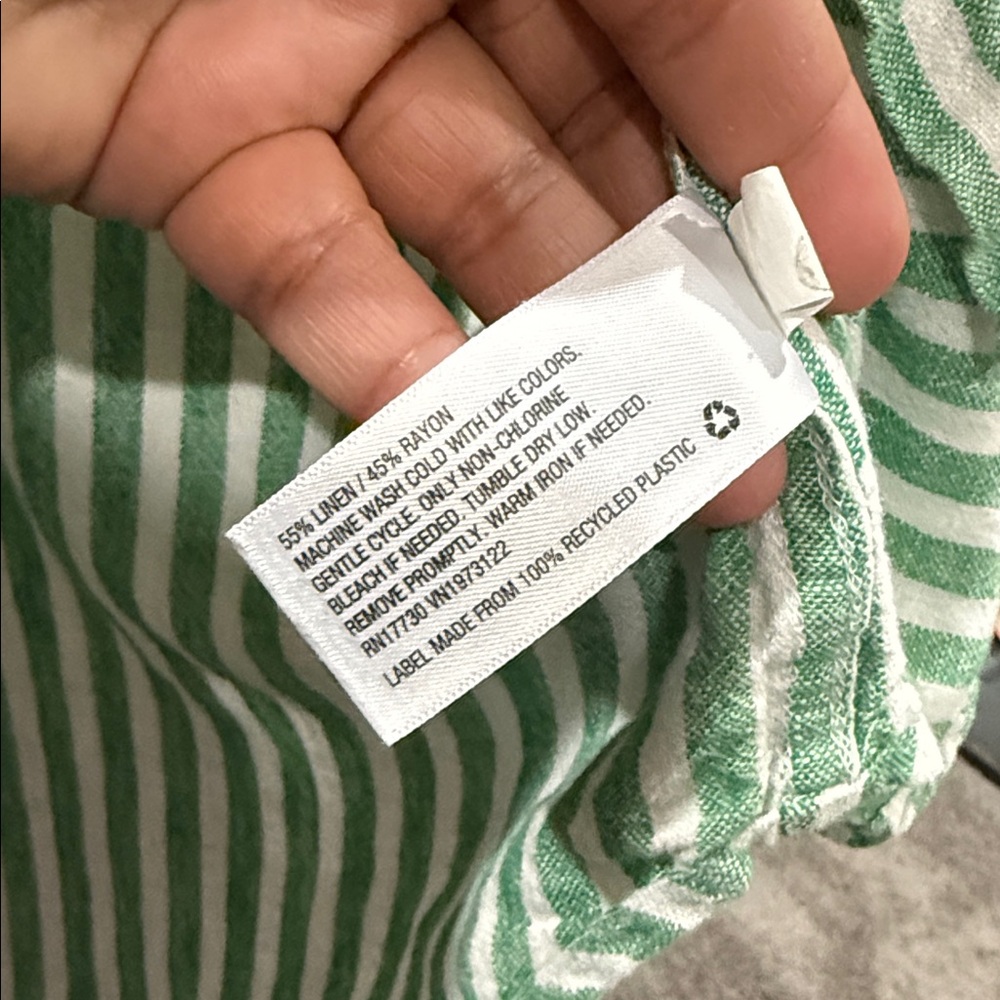 55% LINEN / 45% RAYON
MACHINE WASH COLD WITH LIKE COLORS.
GENTLE CYCLE. ONLY NON-CHLORINE
BLEACH IF NEEDED. TUMBLE DRY LOW.
REMOVE PROMPTLY. WARM IRON IF NEEDED.
RN17730 VN1973122
LABEL MADE FROM 100% RECYCLED PLASTIC